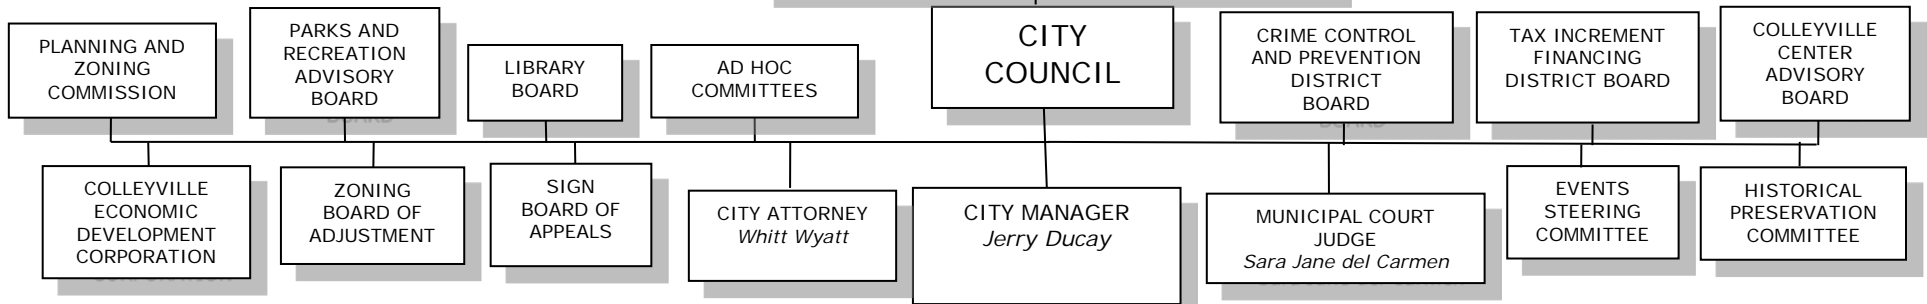 PLANNING AND
ZONING
COMMISSION
PARKS AND
RECREATION
ADVISORY
BOARD
LIBRARY
BOARD
AD HOC
COMMITTEES
CITY
COUNCIL
CRIME CONTROL
AND PREVENTION
DISTRICT
BOARD
TAX INCREMENT
FINANCING
DISTRICT BOARD
COLLEYVILLE
CENTER
ADVISORY
BOARD
COLLEYVILLE
ECONOMIC
DEVELOPMENT
CORPORATION
ZONING
BOARD OF
ADJUSTMENT
SIGN
BOARD OF
APPEALS
CITY ATTORNEY
Whitt Wyatt
CITY MANAGER
Jerry Ducay
MUNICIPAL COURT
JUDGE
Sara Jane del Carmen
EVENTS
STEERING
COMMITTEE
HISTORICAL
PRESERVATION
COMMITTEE